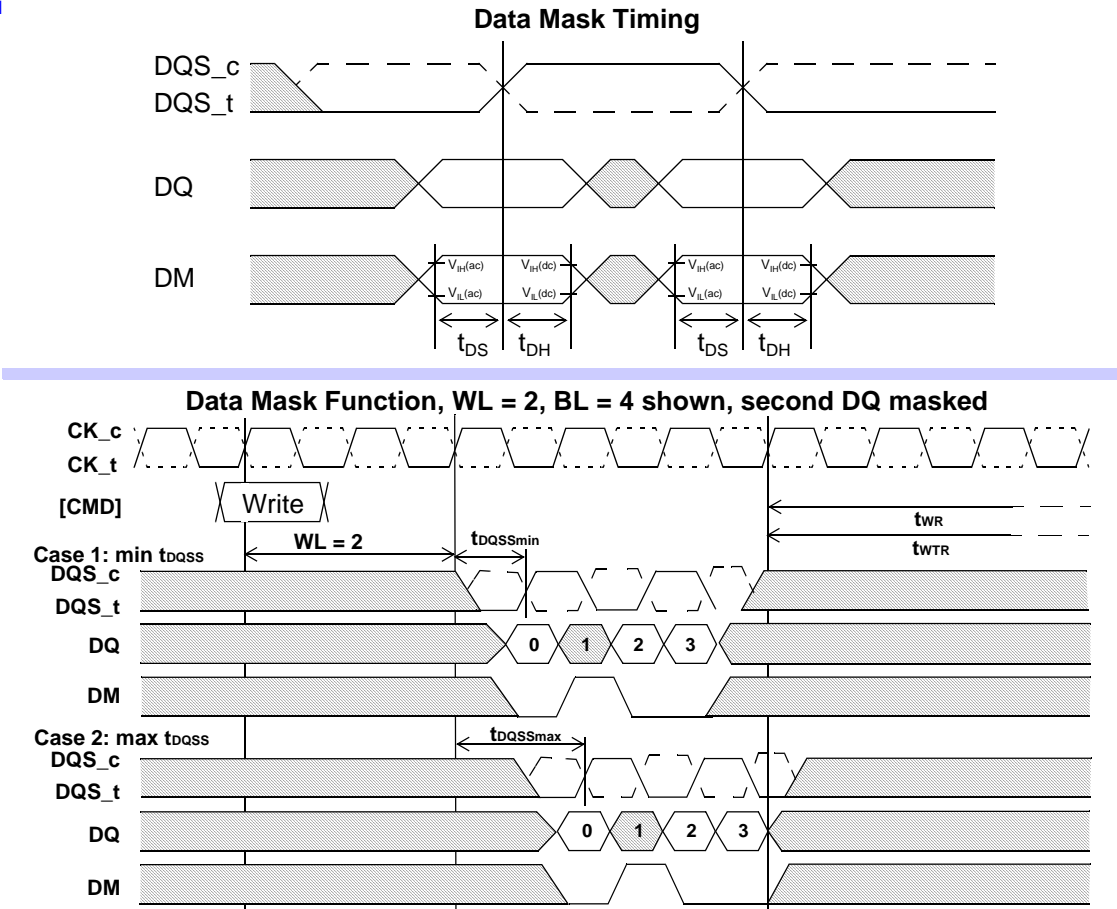 Data Mask Timing
DQS_c
DQS_t
DQ
DM
VIH(ac) VIH(dc) VIH(ac) VIH(dc)
VIL(ac) VIL(dc) VIL(ac) VIL(dc)
tDS tDH tDS tDH
Data Mask Function, WL = 2, BL = 4 shown, second DQ masked
CK_c
CK_t
[CMD] Write
tWR
WL = 2 tDQSSmin tWTR
Case 1: min tDQSS
DQS_c
DQS_t
DQ 0 1 2 3
DM
Case 2: max tDQSS tDQSSmax
DQS_c
DQS_t
DQ 0 1 2 3
DM